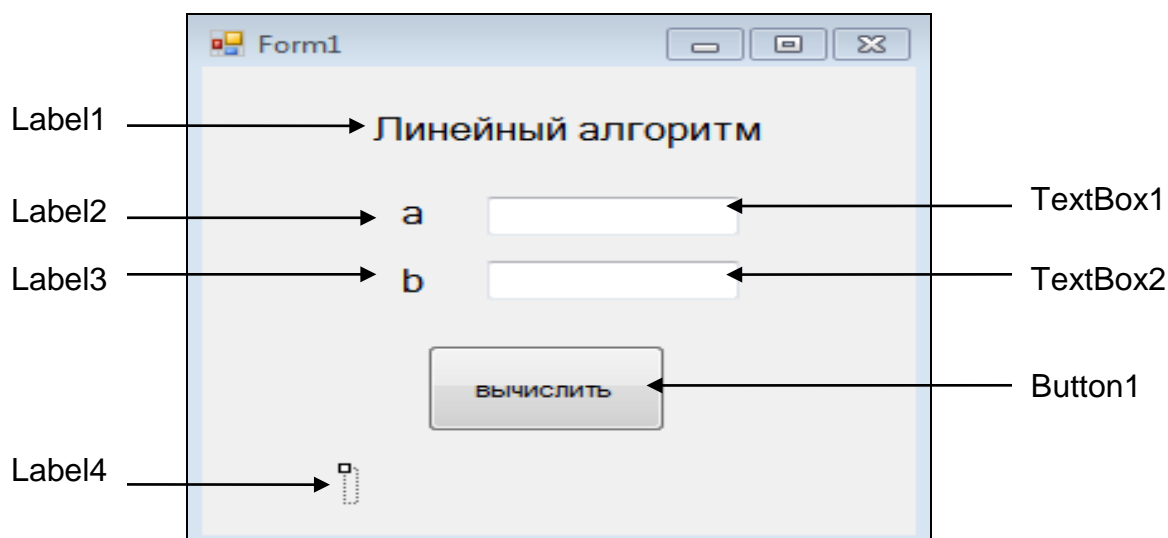 Form1
Label1
Линейный алгоритм
Label2
a
TextBox1
Label3
b
TextBox2
вычислить
Button1
Label4